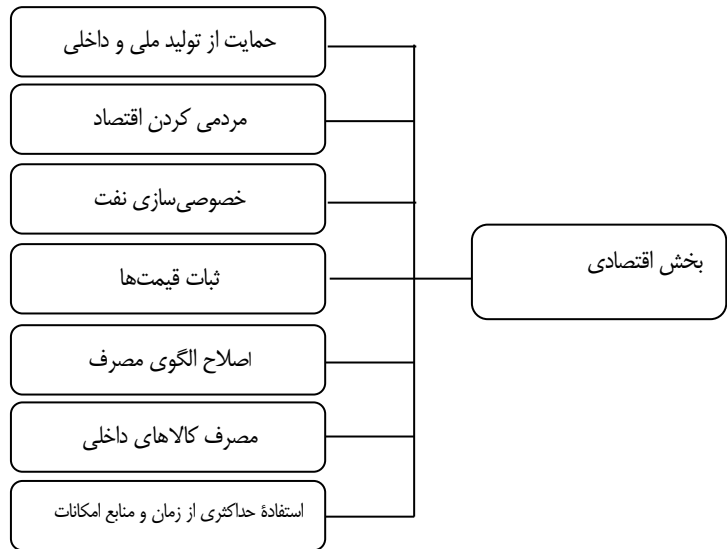 بخش اقتصادی
حمایت از تولید ملی و داخلی
مردمی کردن اقتصاد
خصوصی‌سازی نفت
ثبات قیمت‌ها
اصلاح الگوی مصرف
مصرف کالاهای داخلی
استفادۀ حداکثری از زمان و منابع امکانات